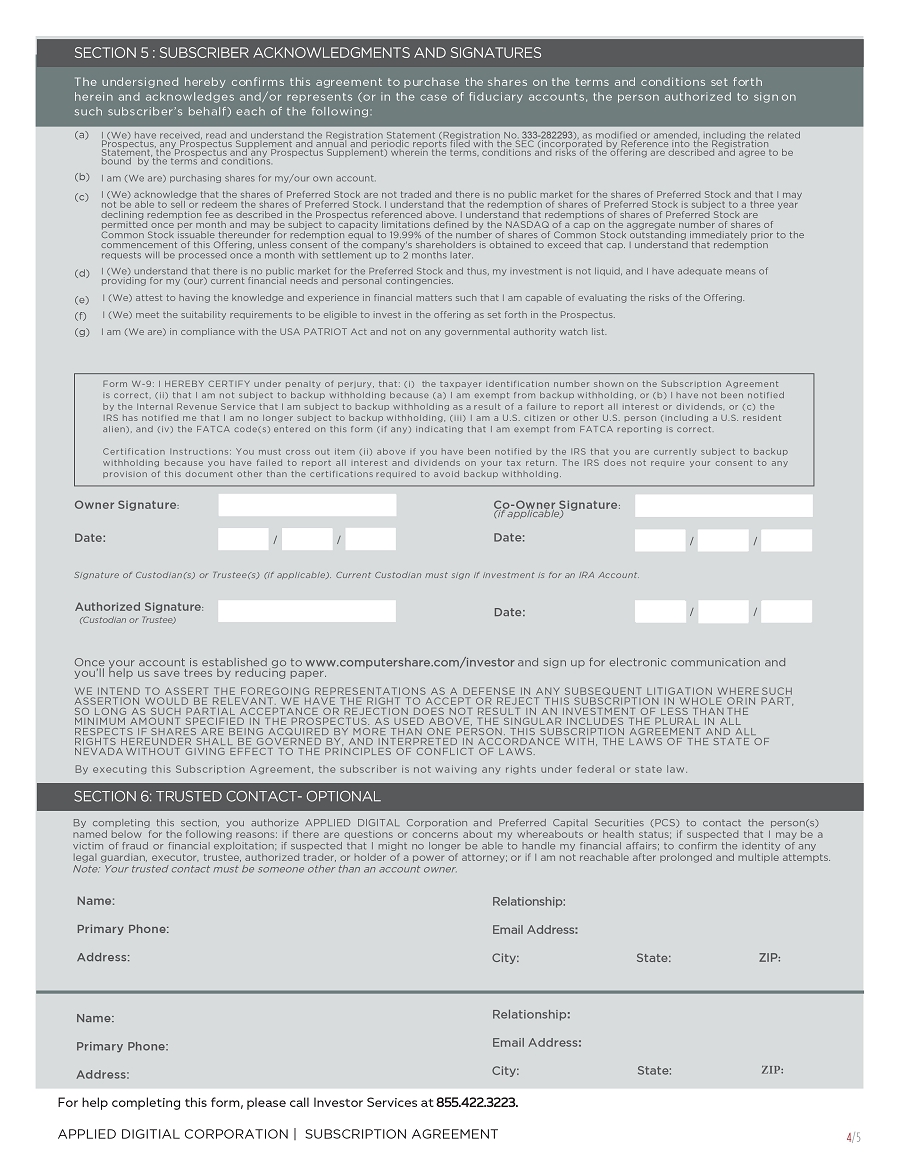 SECTION 5 : SUBSCRIBER ACKNOWLEDGMENTS AND SIGNATURES
The undersigned hereby confirms this agreement to purchase the shares on the terms and conditions set forth
herein and acknowledges and/or represents (or in the case of fiduciary accounts, the person authorized to sign on
such subscriber's behalf) each of the following:
(a) I (We) have received, read and understand the Registration Statement (Registration No. 333-282293), as modified or amended, including the related
Prospectus, any Prospectus Supplement and annual and periodic reports filed with the SEC (incorporated by Reference into the Registration
Statement, the Prospectus and any Prospectus Supplement) wherein the terms, conditions and risks of the offering are described and agree to be
bound by the terms and conditions.
(b) I am (We are) purchasing shares for my/our own account.
(c) I (We) acknowledge that the shares of Preferred Stock are not traded and there is no public market for the shares of Preferred Stock and that I may
not be able to sell or redeem the shares of Preferred Stock. I understand that the redemption of shares of Preferred Stock is subject to a three year
declining redemption fee as described in the Prospectus referenced above. I understand that redemptions of shares of Preferred Stock are
permitted once per month and may be subject to capacity limitations defined by the NASDAQ of a cap on the aggregate number of shares of
Common Stock issuable thereunder for redemption equal to 19.99% of the number of shares of Common Stock outstanding immediately prior to the
commencement of this Offering, unless consent of the company's shareholders is obtained to exceed that cap. I understand that redemption
requests will be processed once a month with settlement up to 2 months later.
(d) I (We) understand that there is no public market for the Preferred Stock and thus, my investment is not liquid, and I have adequate means of
providing for my (our) current financial needs and personal contingencies.
(e) I (We) attest to having the knowledge and experience in financial matters such that I am capable of evaluating the risks of the Offering.
(f) I (We) meet the suitability requirements to be eligible to invest in the offering as set forth in the Prospectus.
(g) I am (We are) in compliance with the USA PATRIOT Act and not on any governmental authority watch list.
Form W-9: I HEREBY CERTIFY under penalty of perjury, that: (i) the taxpayer identification number shown on the Subscription Agreement
is correct, (ii) that I am not subject to backup withholding because (a) I am exempt from backup withholding, or (b) I have not been notified
by the Internal Revenue Service that I am subject to backup withholding as a result of a failure to report all interest or dividends, or (c) the
IRS has notified me that I am no longer subject to backup withholding, (iii) I am a U.S. citizen or other U.S. person (including a U.S. resident
alien), and (iv) the FATCA code(s) entered on this form (if any) indicating that I am exempt from FATCA reporting is correct.
Certification Instructions: You must cross out item (ii) above if you have been notified by the IRS that you are currently subject to backup
withholding because you have failed to report all interest and dividends on your tax return. The IRS does not require your consent to any
provision of this document other than the certifications required to avoid backup withholding.
Owner Signature: Co-Owner Signature:
(if applicable)
Date: / / Date: / /
Signature of Custodian(s) or Trustee(s) (if applicable). Current Custodian must sign if investment is for an IRA Account.
Authorized Signature: Date: / /
(Custodian or Trustee)
Once your account is established go to www.computershare.com/investor and sign up for electronic communication and
you'll help us save trees by reducing paper.
WE INTEND TO ASSERT THE FOREGOING REPRESENTATIONS AS A DEFENSE IN ANY SUBSEQUENT LITIGATION WHERE SUCH
ASSERTION WOULD BE RELEVANT. WE HAVE THE RIGHT TO ACCEPT OR REJECT THIS SUBSCRIPTION IN WHOLE ORIN PART,
SO LONG AS SUCH PARTIAL ACCEPTANCE OR REJECTION DOES NOT RESULT IN AN INVESTMENT OF LESS THAN THE
MINIMUM AMOUNT SPECIFIED IN THE PROSPECTUS. AS USED ABOVE, THE SINGULAR INCLUDES THE PLURAL IN ALL
RESPECTS IF SHARES ARE BEING ACQUIRED BY MORE THAN ONE PERSON. THIS SUBSCRIPTION AGREEMENT AND ALL
RIGHTS HEREUNDER SHALL BE GOVERNED BY, AND INTERPRETED IN ACCORDANCE WITH, THE LAWS OF THE STATE OF
NEVADA WITHOUT GIVING EFFECT TO THE PRINCIPLES OF CONFLICT OF LAWS.
By executing this Subscription Agreement, the subscriber is not waiving any rights under federal or state law.
SECTION 6: TRUSTED CONTACT- OPTIONAL
By completing this section, you authorize APPLIED DIGITAL Corporation and Preferred Capital Securities (PCS) to contact the person(s)
named below for the following reasons: if there are questions or concerns about my whereabouts or health status; if suspected that I may be a
victim of fraud or financial exploitation; if suspected that I might no longer be able to handle my financial affairs; to confirm the identity of any
legal guardian, executor, trustee, authorized trader, or holder of a power of attorney; or if I am not reachable after prolonged and multiple attempts.
Note: Your trusted contact must be someone other than an account owner.
Name: Relationship:
Primary Phone: Email Address:
Address: City: State: ZIP:
Name: Relationship:
Primary Phone: Email Address:
Address: City: State: ZIP:
For help completing this form, please call Investor Services at 855.422.3223.
APPLIED DIGITIAL CORPORATION | SUBSCRIPTION AGREEMENT 4/5